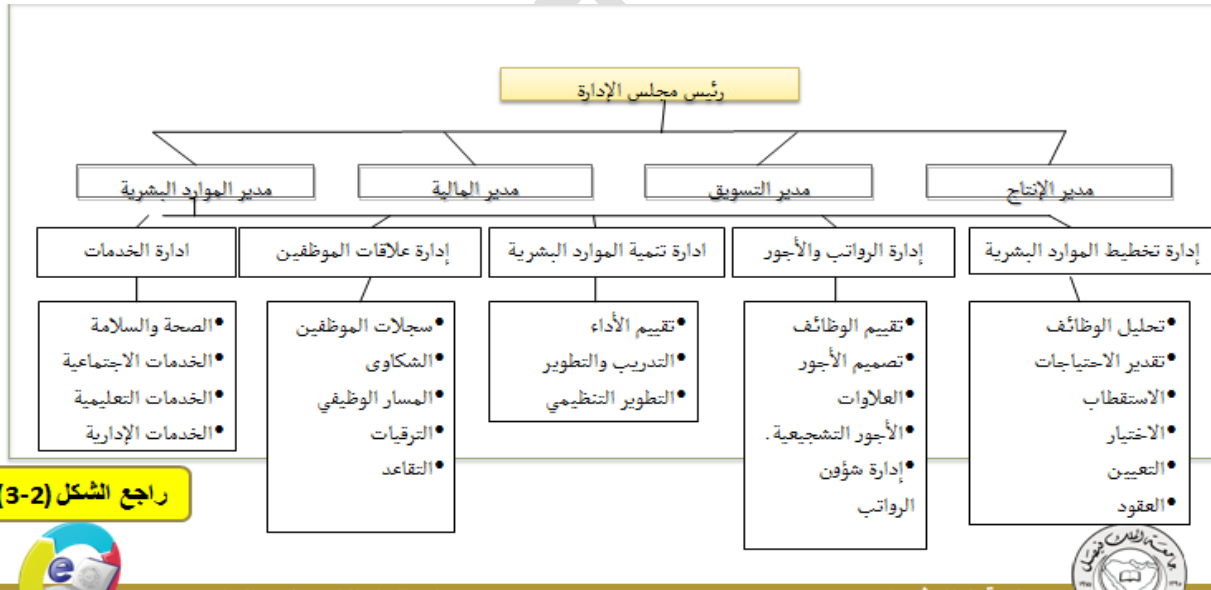 رئيس مجلس الإدارة
مدير الإنتاج
مدير التسويق
مدير المالية
مدير الموارد البشرية
إدارة تخطيط الموارد البشرية
إدارة الرواتب والأجور
ادارة تنمية الموارد البشرية
إدارة علاقات الموظفين
ادارة الخدمات
•تحليل الوظائف
•تقدير الاحتياجات
•الاستقطاب
•الاختيار
•التعيين
•العقود
•تقييم الوظائف
•تصميم الأجور
•العلاوات
•الأجور التشجيعية.
•إدارة شؤون
الرواتب
•تقييم الأداء
•التدريب والتطوير
•التطوير التنظيمي
•سجلات الموظفين
•الشكاوى
•المسار الوظيفي
•الترقيات
•التقاعد
•الصحة والسلامة
•الخدمات الاجتماعية
•الخدمات التعليمية
•الخدمات الإدارية
راجع الشكل (2-3)
e
جامعة الملك فيصل